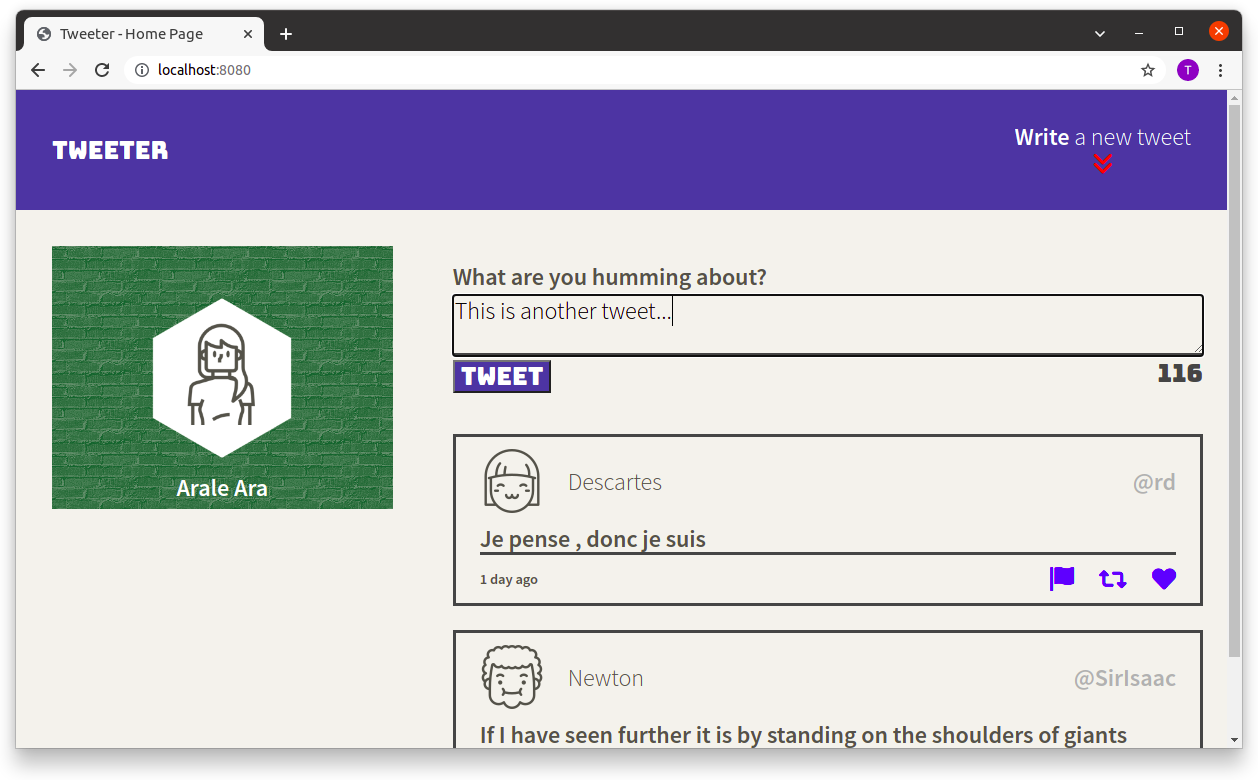 Tweeter - Home Page
localhost:8080
T
TWEETER
Write a new tweet
What are you humming about?
This is another tweet...
TWEET
116
Arale Ara
Descartes
@rd
Je pense , donc je suis
1 day ago
Newton
@SirIsaac
If I have seen further it is by standing on the shoulders of giants